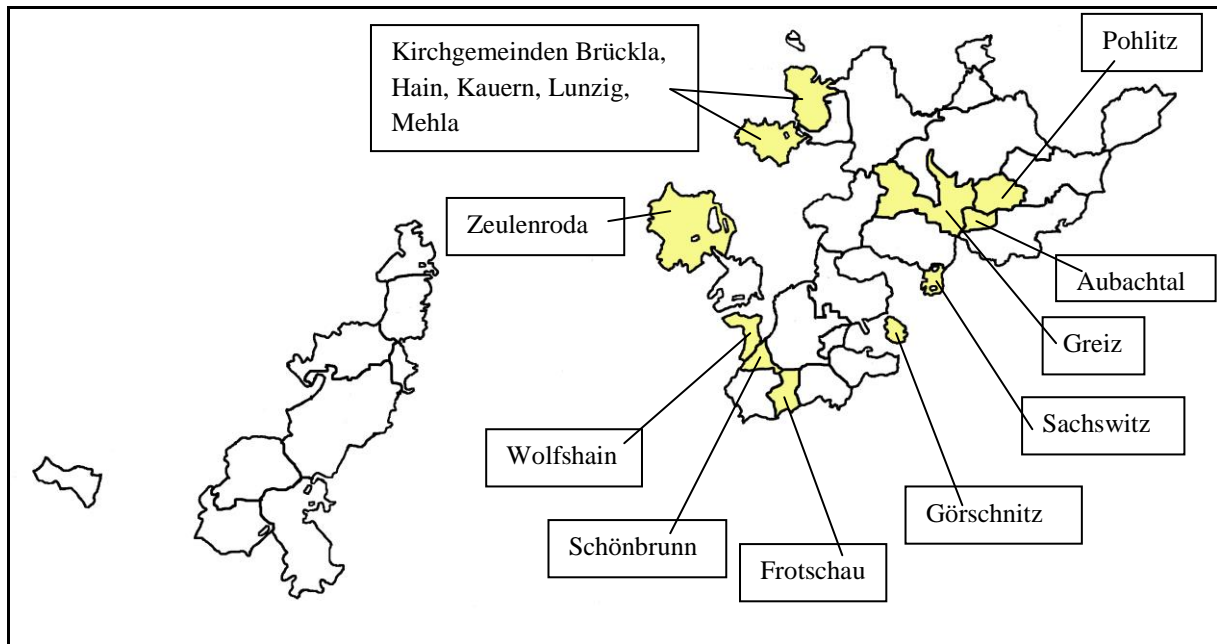 Kirchgemeinden Brückla,
Hain, Kauern, Lunzig,
Mehla
Pohlitz
Zeulenroda
Aubachtal
Greiz
Sachswitz
Wolfshain
Görschnitz
Schönbrunn
Frotschau